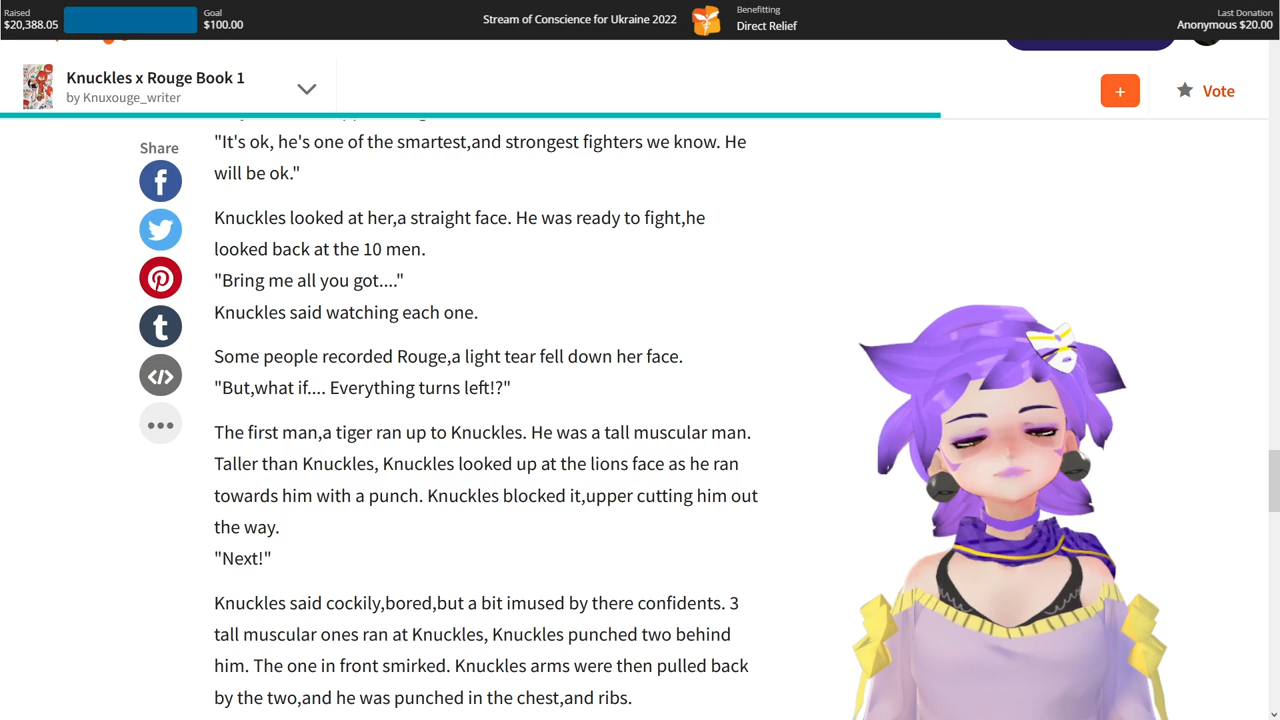 Raised
$20,388.05
Goal
$100.00
Stream of Conscience for Ukraine 2022
Benefitting
Direct Relief
Last Donation
Anonymous $20.00
Knuckles x Rouge Book 1
by Knuxouge_writer
+
Vote
Share
"It's ok, he's one of the smartest,and strongest fighters we know. He
will be ok."
Knuckles looked at her,a straight face. He was ready to fight,he
looked back at the 10 men.
"Bring me all you got...."
Knuckles said watching each one.
Some people recorded Rouge,a light tear fell down her face.
"But,what if.... Everything turns left!?"
The first man,a tiger ran up to Knuckles. He was a tall muscular man.
Taller than Knuckles, Knuckles looked up at the lions face as he ran
towards him with a punch. Knuckles blocked it,upper cutting him out
the way.
"Next!"
Knuckles said cockily,bored,but a bit imused by there confidents. 3
tall muscular ones ran at Knuckles, Knuckles punched two behind
him. The one in front smirked. Knuckles arms were then pulled back
by the two,and he was punched in the chest,and ribs.